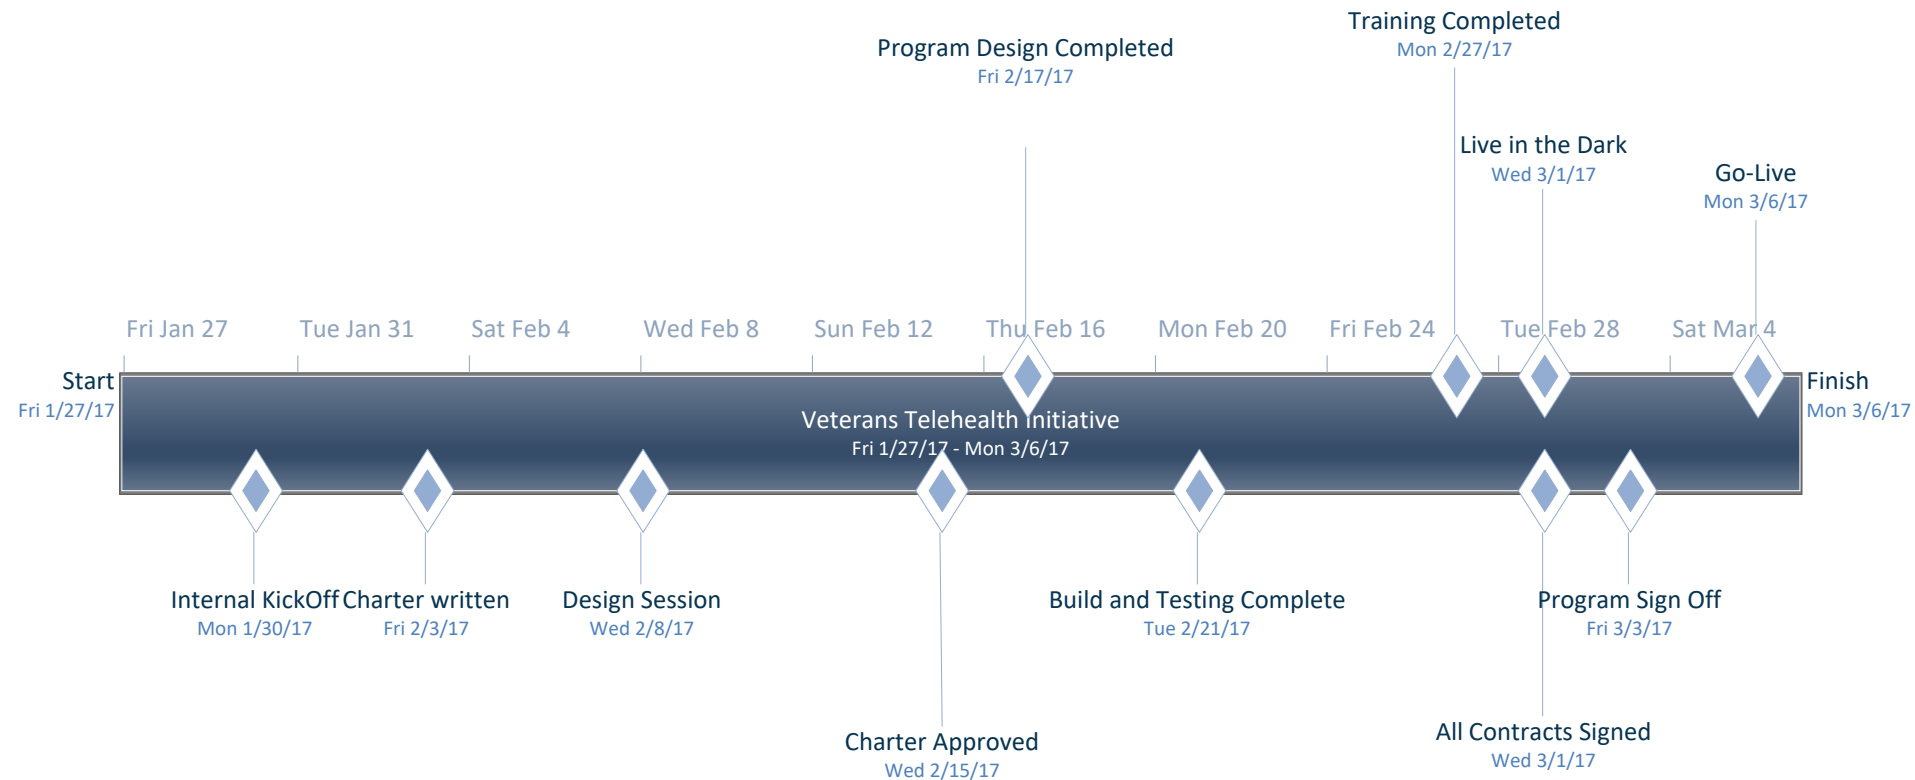 Training Completed
Mon 2/27/17
Program Design Completed
Fri 2/17/17
Live in the Dark
Wed 3/1/17
Go-Live
Mon 3/6/17
Fri Jan 27 Tue Jan 31 Sat Feb 4 Wed Feb 8 Sun Feb 12 Thu Feb 16 Mon Feb 20 Fri Feb 24 Tue Feb 28 Sat Mar 4
Start
Fri 1/27/17
Finish
Mon 3/6/17
Veterans Telehealth Initiative
Fri 1/27/17 - Mon 3/6/17
Internal KickOff
Mon 1/30/17
Charter written
Fri 2/3/17
Design Session
Wed 2/8/17
Build and Testing Complete
Tue 2/21/17
Program Sign Off
Fri 3/3/17
Charter Approved
Wed 2/15/17
All Contracts Signed
Wed 3/1/17